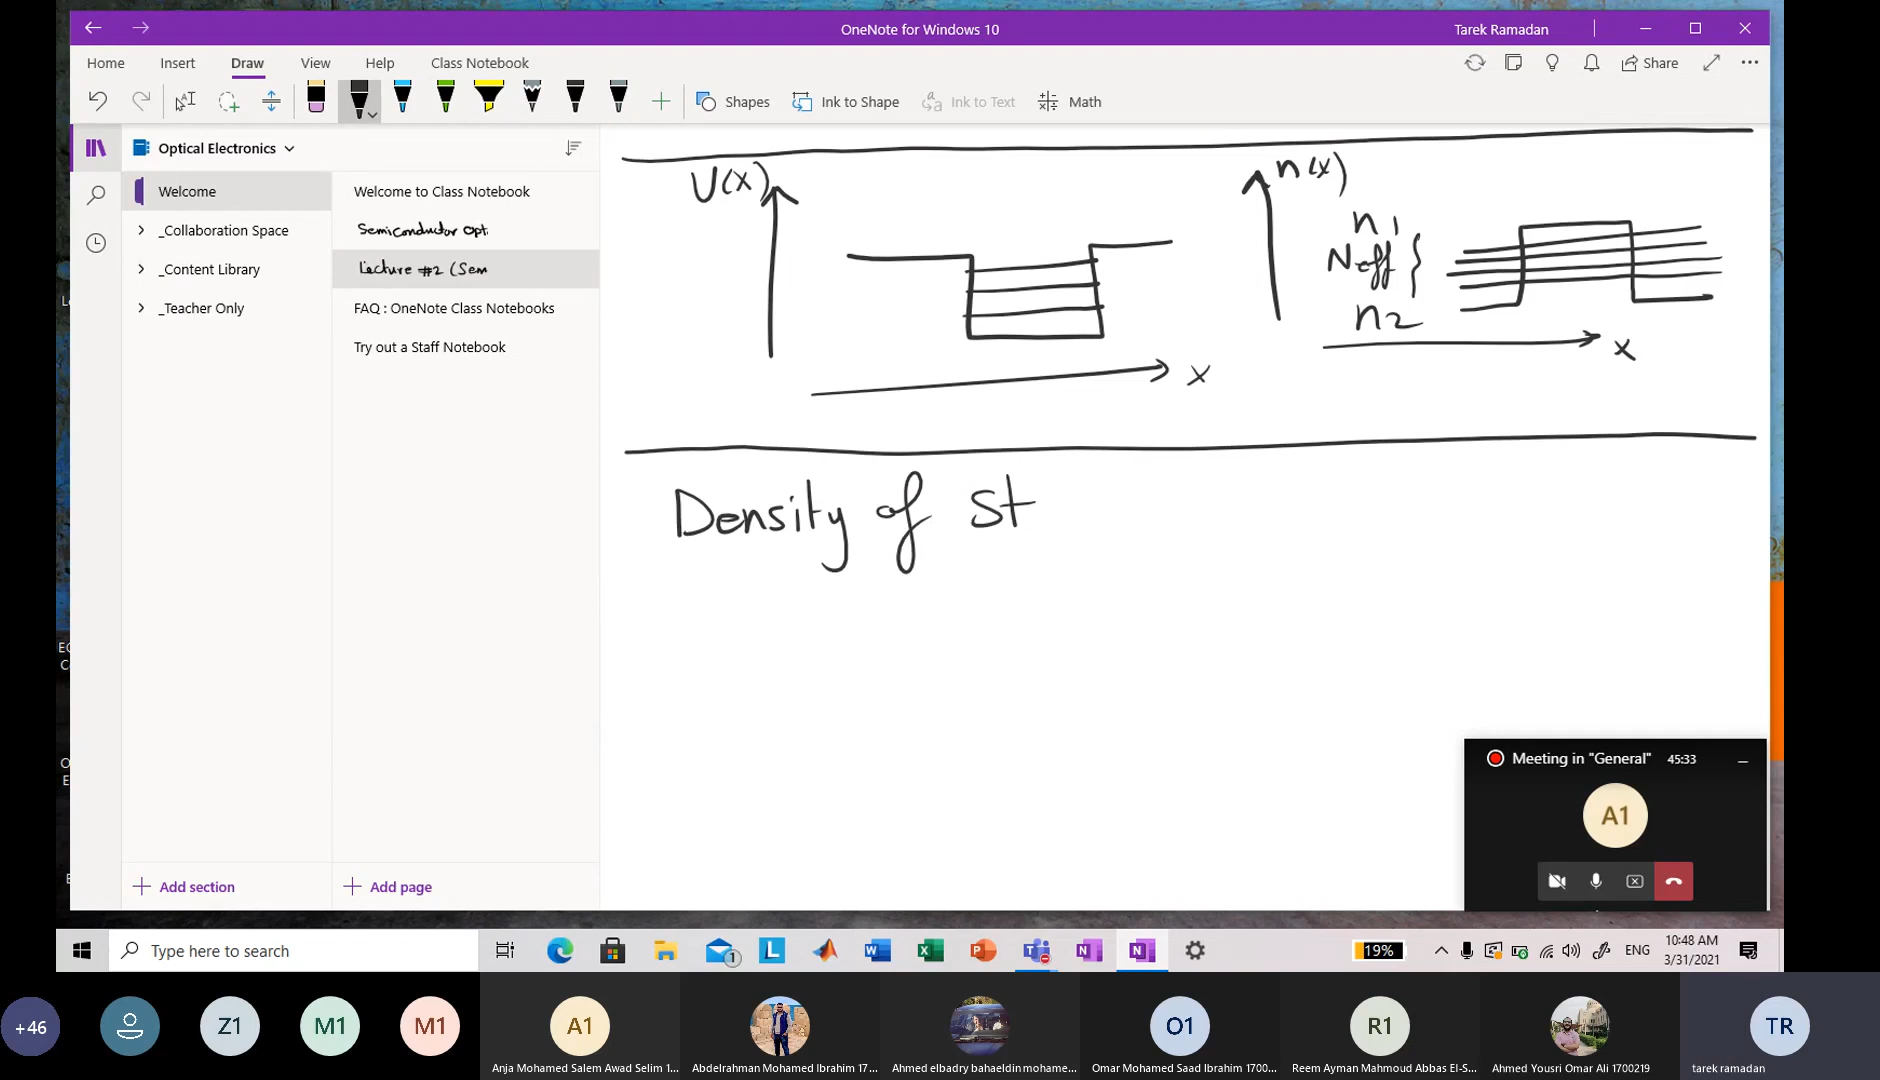 OneNote for Windows 10
Tarek Ramadan
Home Insert Draw View Help Class Notebook
Share
Shapes Ink to Shape Ink to Text Math
Optical Electronics
Welcome
_Collaboration Space
_Content Library
_Teacher Only
Welcome to Class Notebook
Semiconductor Opti
Lecture #2 (Sem
FAQ : OneNote Class Notebooks
Try out a Staff Notebook
Add section
Add page
U(x)
x
n(x)
n1
Neff
n2
x
Density of St
Meeting in "General" 45:33
A1
Type here to search
1
19%
ENG
10:48 AM
3/31/2021
+46
Z1
M1
M1
A1
O1
R1
TR
Anja Mohamed Salem Awad Selim 1...
Abdelrahman Mohamed Ibrahim 17...
Ahmed elbadry bahaeldin mohame...
Omar Mohamed Saad Ibrahim 1700...
Reem Ayman Mahmoud Abbas El-S...
Ahmed Yousri Omar Ali 1700219
tarek ramadan